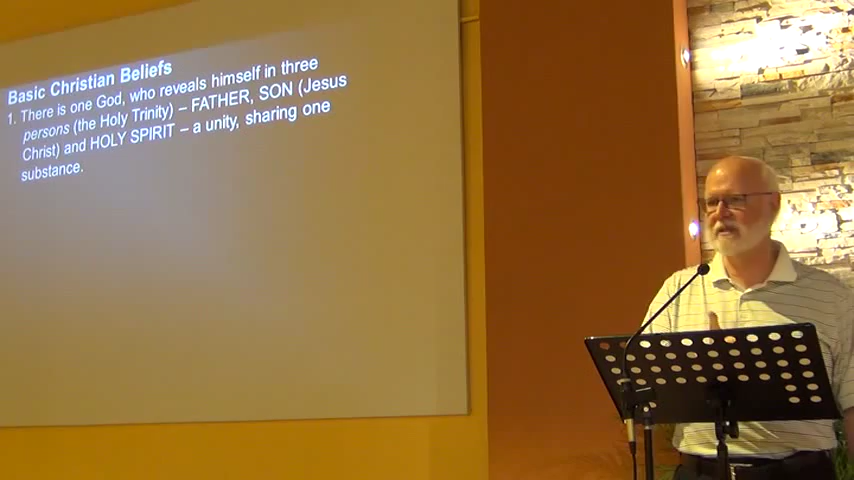 Basic Christian Beliefs
1. There is one God, who reveals himself in three
persons (the Holy Trinity) – FATHER, SON (Jesus
Christ) and HOLY SPIRIT – a unity, sharing one
substance.